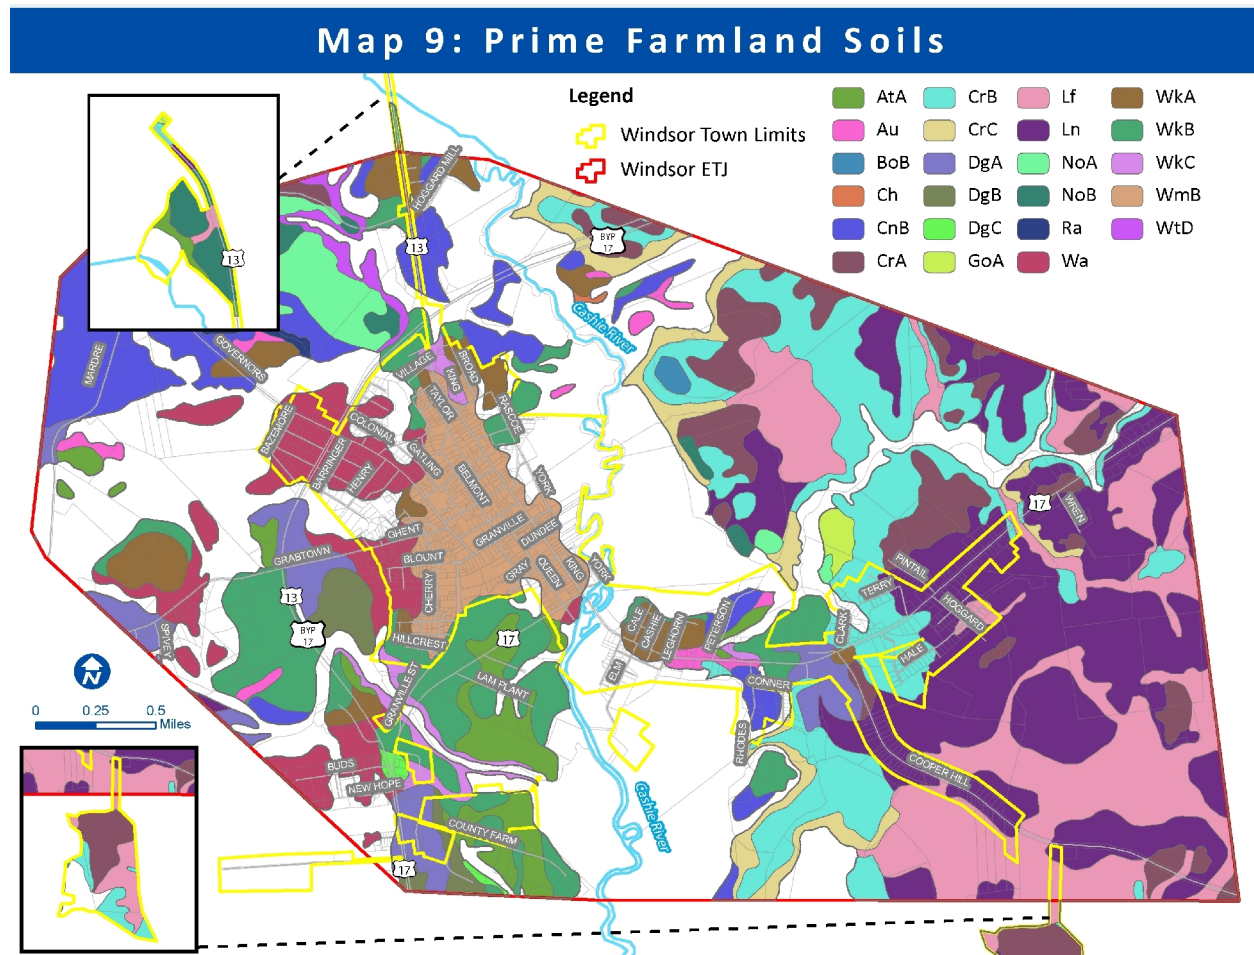 Map 9: Prime Farmland Soils
Legend
Windsor Town Limits
Windsor ETJ
AtA
Au
BoB
Ch
CnB
CrA
CrB
CrC
DgA
DgB
DgC
GoA
Lf
Ln
NoA
NoB
Ra
Wa
WkA
WkB
WkC
WmB
WtD
13
HOGGARD MILL
13
BYP
17
Cashie River
MARDRE
GOVERNORS
VILLAGE
KING
BROAD
TAYLOR
RASCOE
BAZEMORE
COLONIAL
BARRINGER
HENRY
GATLING
BELMONT
YORK
17
WREN
GHENT
GRANVILLE
DUNDEE
GRABTOWN
BLOUNT
GRAY
QUEEN
KING
YORK
PINTAIL
TERRY
HOGGARD
CHERRY
13
BYP
17
SPIVEY
HILLCREST
17
CALE
CASHIE
LEGHORN
PETERSON
CLARK
HALE
ELM
LAM PLANT
GRANVILLE ST
CONNER
N
0 0.25 0.5
Miles
RHODES
BUDS
NEW HOPE
COOPER HILL
COUNTY FARM
Cashie River
17